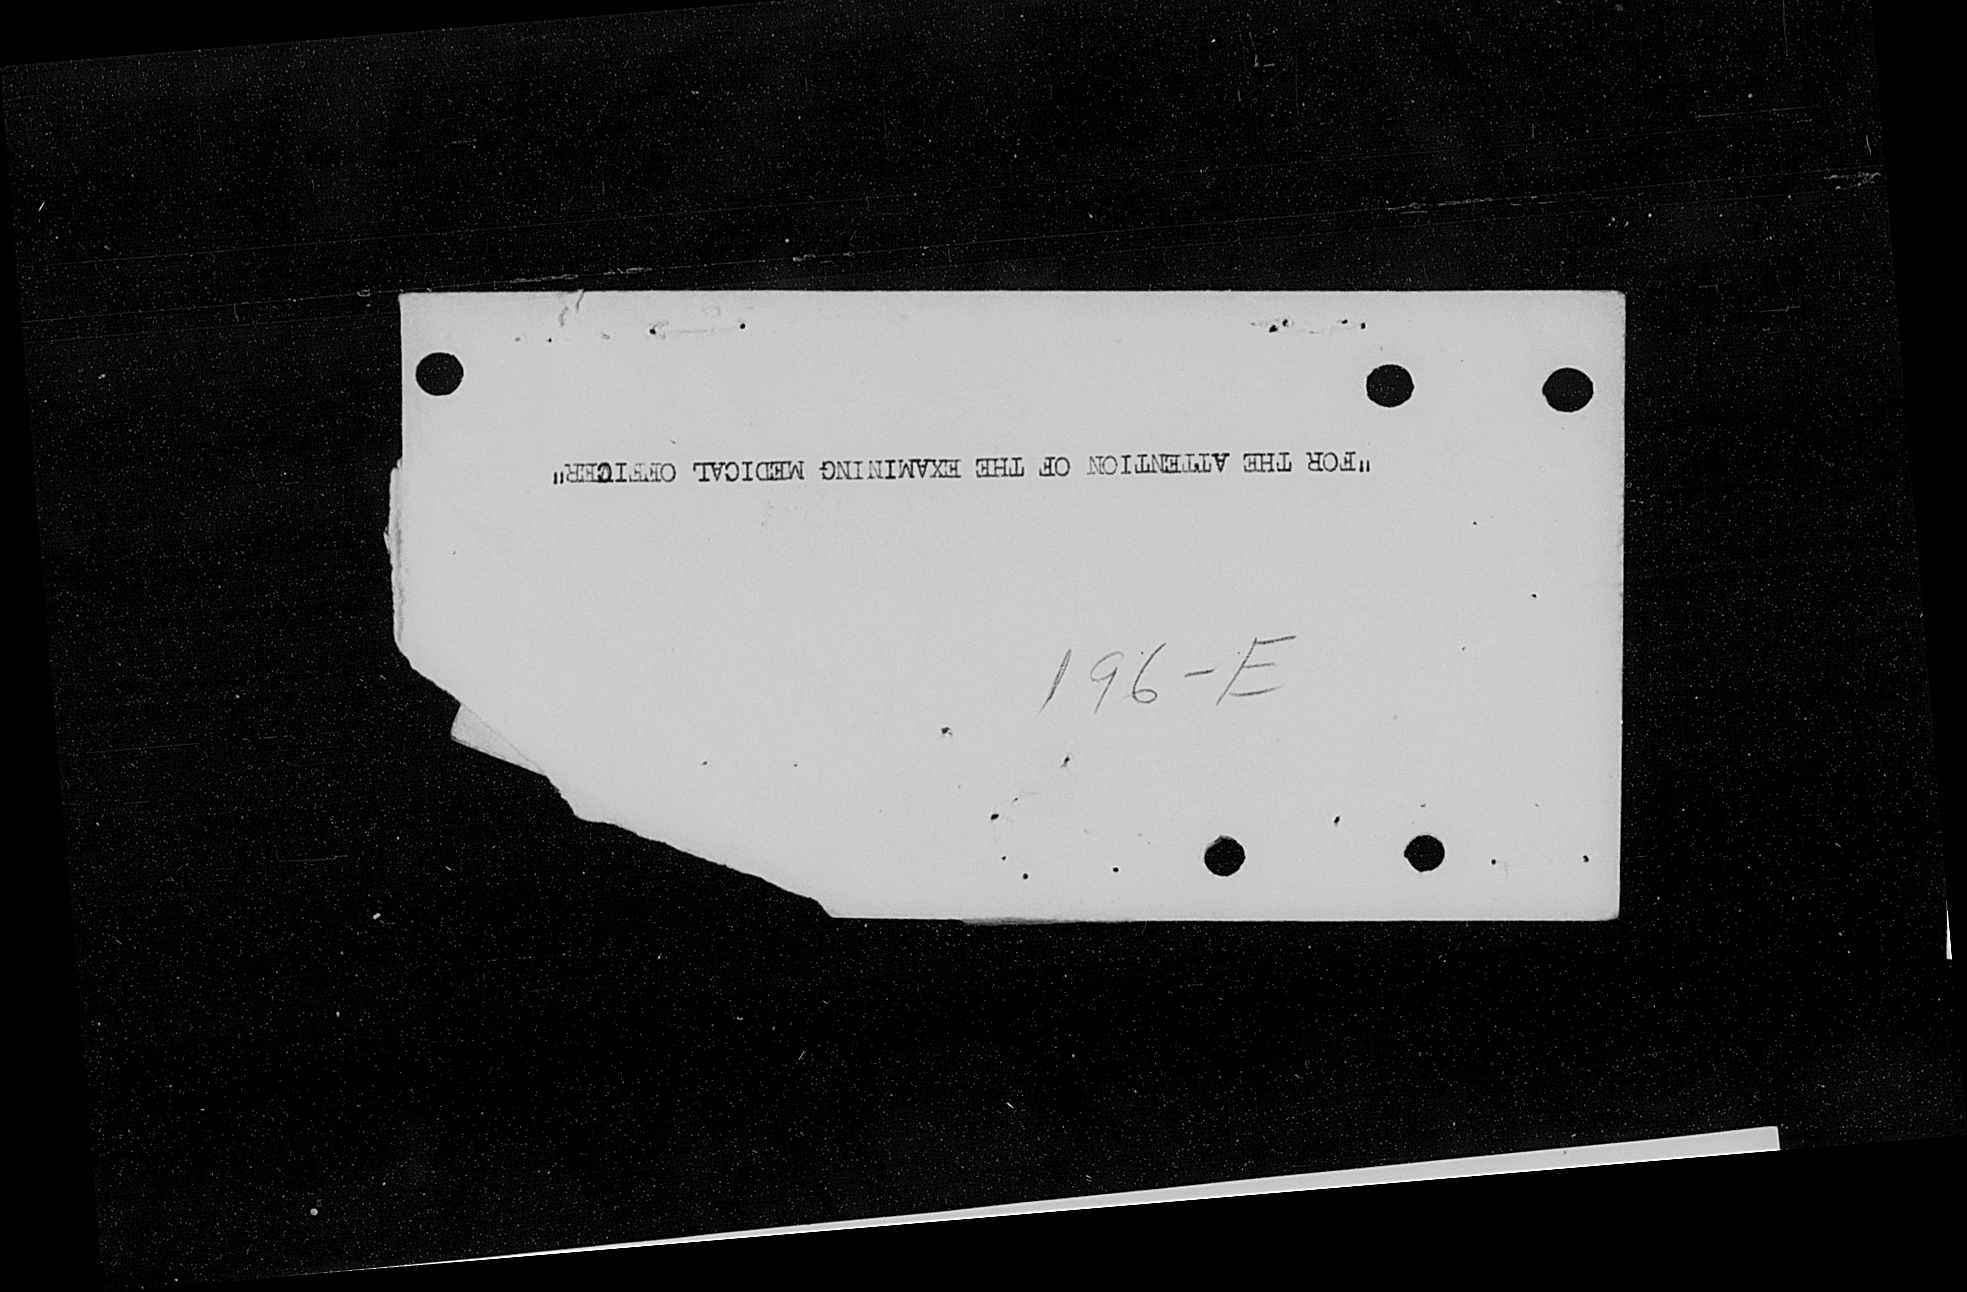 "FOR THE ATTENTION OF THE EXAMINING MEDICAL OFFICER"
196-E